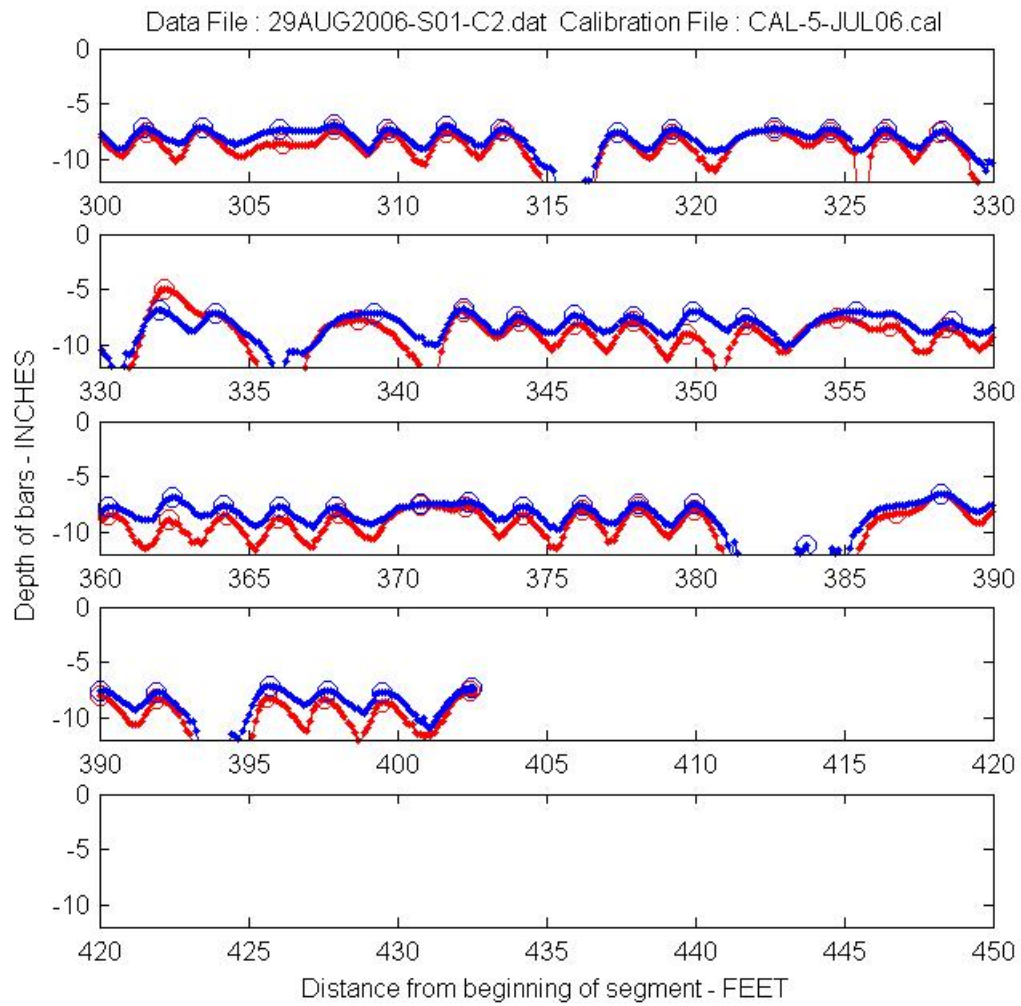 Data File : 29AUG2006-S01-C2.dat Calibration File : CAL-5-JUL06.cal
0
-5
-10
300 305 310 315 320 325 330
0
-5
-10
330 335 340 345 350 355 360
0
-5
-10
360 365 370 375 380 385 390
0
-5
-10
390 395 400 405 410 415 420
0
-5
-10
420 425 430 435 440 445 450
Depth of bars - INCHES
Distance from beginning of segment - FEET